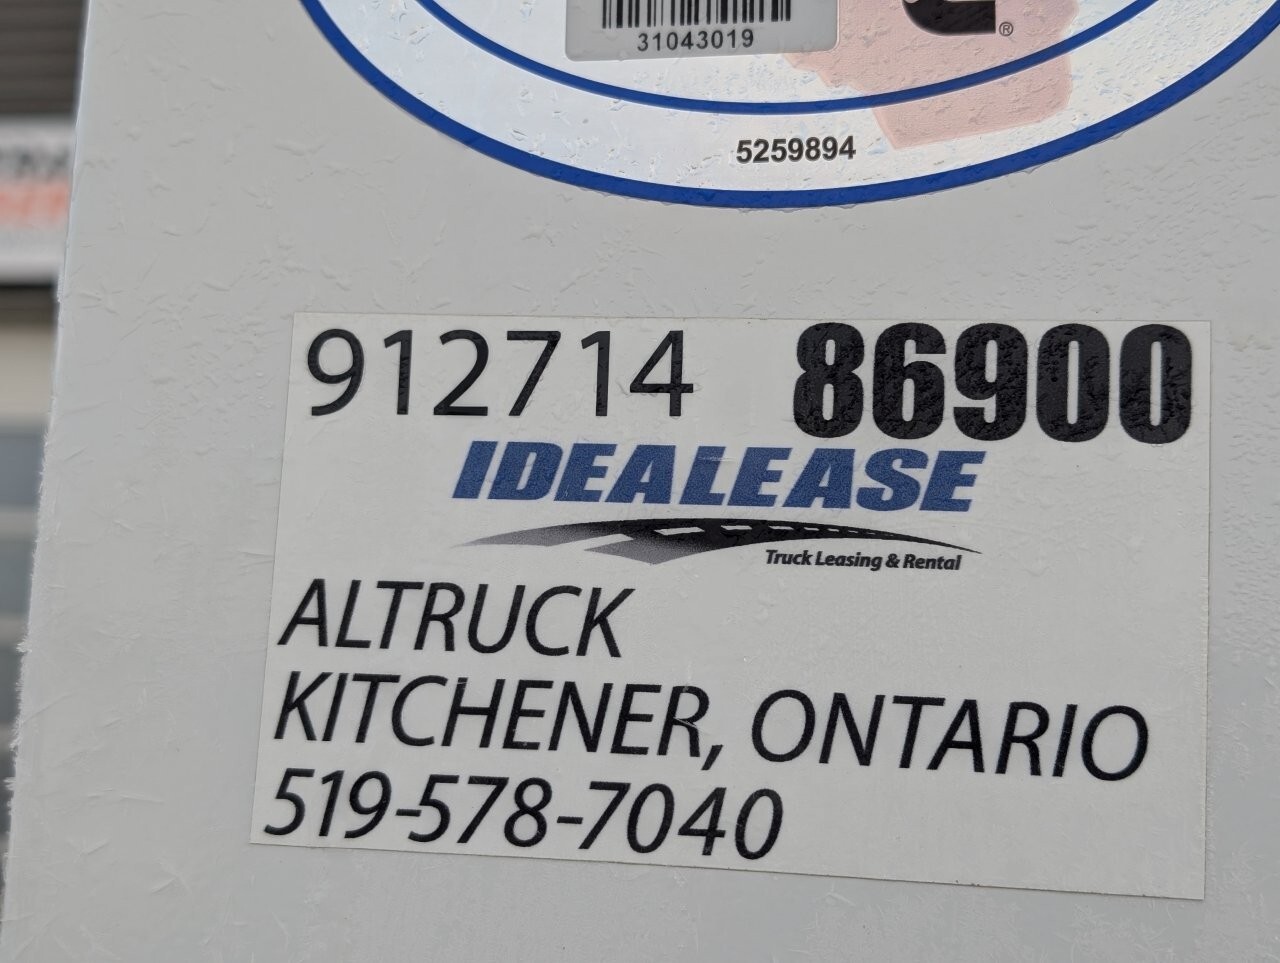 31043019
®
5259894
912714 86900
IDEALEASE
Truck Leasing & Rental
ALTRUCK
KITCHENER, ONTARIO
519-578-7040